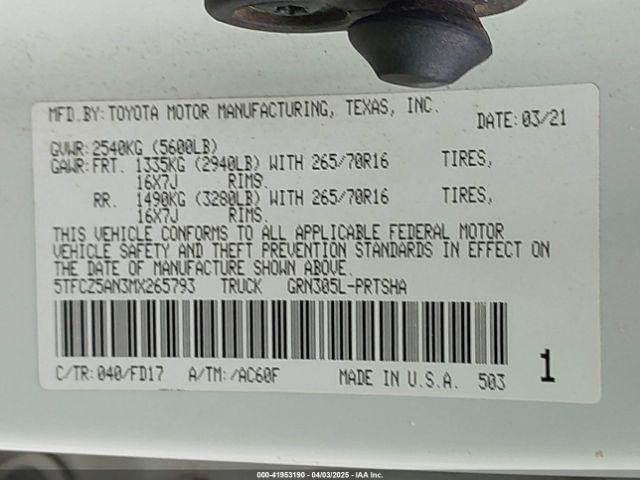 MFD.BY: TOYOTA MOTOR MANUFACTURING, TEXAS, INC.
DATE: 03/21
GVWR: 2540KG (5600LB)
GAWR: FRT. 1335KG (2940LB) WITH 265/70R16 TIRES,
16X7J RIMS.
RR. 1490KG (3280LB) WITH 265/70R16 TIRES,
16X7J RIMS.
THIS VEHICLE CONFORMS TO ALL APPLICABLE FEDERAL MOTOR
VEHICLE SAFETY AND THEFT PREVENTION STANDARDS IN EFFECT ON
THE DATE OF MANUFACTURE SHOWN ABOVE.
5TFCZ5AN3MX265793 TRUCK GRN305L-PRTSHA
C/TR: 040/FD17 A/TM: /AC60F MADE IN U.S.A. 503 1
000-41953190 - 04/03/2025 - IAA Inc.